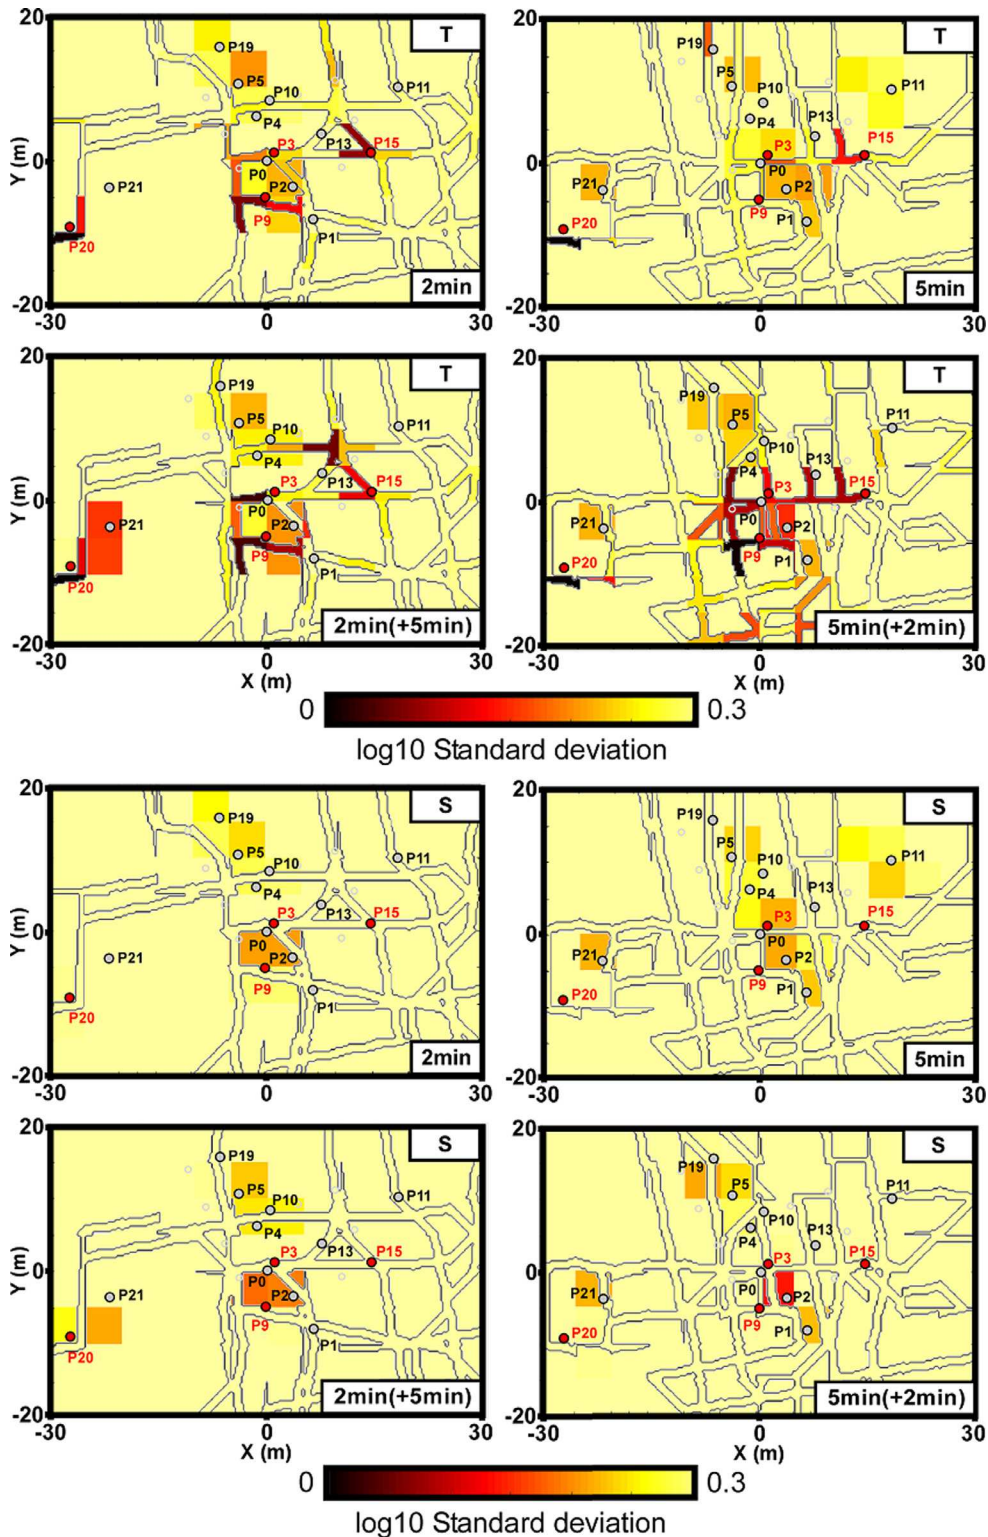 20 T 20 T
P19 P5 P10 P11 P4 P3 P13 P15 P0 P21 P2 P9 P20 P1
P19 P5 P10 P11 P4 P13 P3 P15 P0 P21 P2 P9 P1 P20
Y (m) 0 0
-20 2min -20 5min
-30 0 30 -30 0 30
20 T 20 T
P19 P5 P10 P11 P4 P3 P13 P15 P0 P21 P2 P9 P20 P1
P19 P5 P10 P11 P4 P3 P13 P15 P0 P21 P2 P9 P1 P20
Y (m) 0 0
-20 2min(+5min) -20 5min(+2min)
-30 0 30 -30 0 30
X (m) X (m)
0 0.3
log10 Standard deviation
20 S 20 S
P19 P5 P10 P11 P4 P3 P13 P15 P0 P21 P2 P9 P20 P1
P19 P5 P10 P11 P4 P13 P3 P15 P0 P21 P2 P9 P1 P20
Y (m) 0 0
-20 2min -20 5min
-30 0 30 -30 0 30
20 S 20 S
P19 P5 P10 P11 P4 P3 P13 P15 P0 P21 P2 P9 P20 P1
P19 P5 P10 P11 P4 P3 P13 P15 P0 P21 P2 P9 P1 P20
Y (m) 0 0
-20 2min(+5min) -20 5min(+2min)
-30 0 30 -30 0 30
X (m) X (m)
0 0.3
log10 Standard deviation